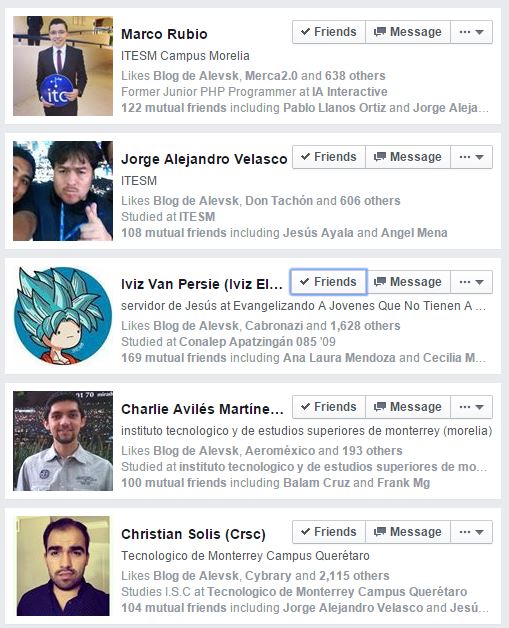 Marco Rubio
Friends
Message
ITESM Campus Morelia
Likes Blog de Alevsk, Merca2.0 and 638 others
Former Junior PHP Programmer at IA Interactive
122 mutual friends including Pablo Llanos Ortiz and Jorge Aleja...
itc
Jorge Alejandro Velasco
Friends
Message
ITESM
Likes Blog de Alevsk, Don Tachón and 606 others
Studied at ITESM
108 mutual friends including Jesús Ayala and Angel Mena
Iviz Van Persie (Iviz El...
Friends
Message
servidor de Jesús at Evangelizando A Jovenes Que No Tienen A ...
Likes Blog de Alevsk, Cabronazi and 1,628 others
Studied at Conalep Apatzingán 085 '09
169 mutual friends including Ana Laura Mendoza and Cecilia M...
Charlie Avilés Martíne...
Friends
Message
instituto tecnologico y de estudios superiores de monterrey (morelia)
Likes Blog de Alevsk, Aeroméxico and 193 others
Studied at instituto tecnologico y de estudios superiores de mo...
100 mutual friends including Balam Cruz and Frank Mg
Christian Solis (Crsc)
Friends
Message
Tecnologico de Monterrey Campus Querétaro
Likes Blog de Alevsk, Cybrary and 2,115 others
Studies I.S.C at Tecnologico de Monterrey Campus Querétaro
104 mutual friends including Jorge Alejandro Velasco and Jesú...